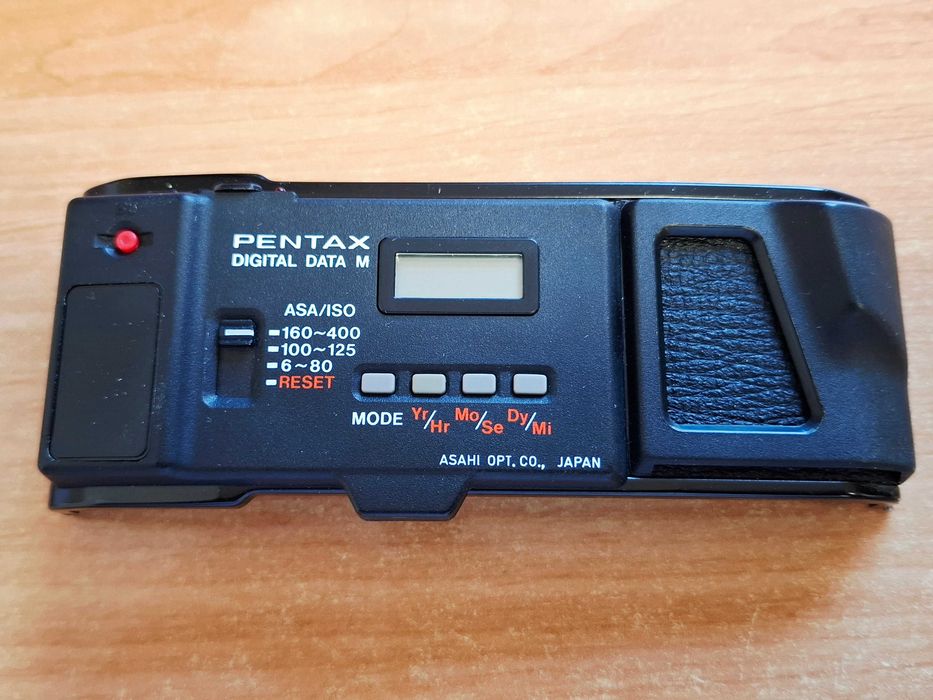 PENTAX
DIGITAL DATA M
ASA/ISO
160~400
100~125
6~80
RESET
MODE Yr/Hr Mo/Se Dy/Mi
ASAHI OPT. CO., JAPAN